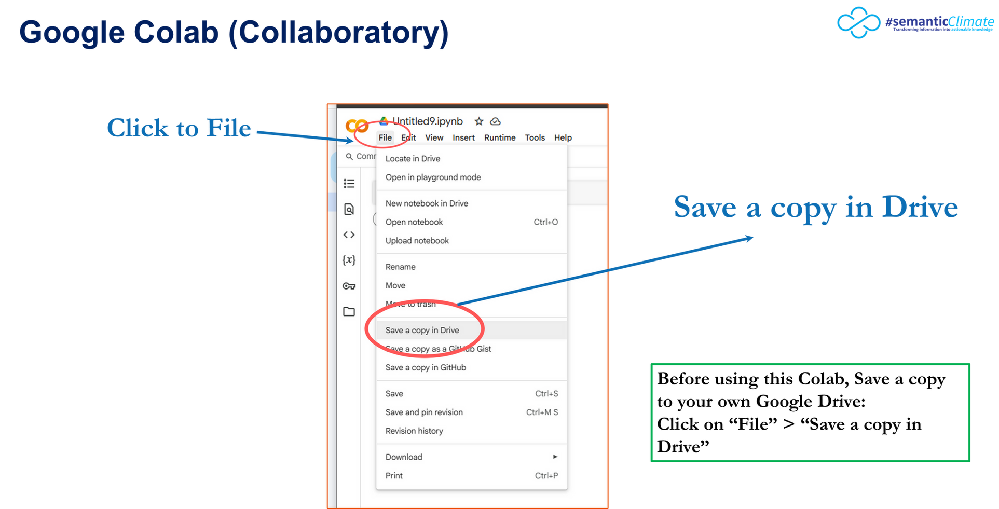 Google Colab (Collaboratory)
#semanticClimate
Transforming information into actionable knowledge
Click to File
Untitled9.ipynb
File Edit View Insert Runtime Tools Help
Comm
Locate in Drive
Open in playground mode
New notebook in Drive
Open notebook Ctrl+O
Upload notebook
Rename
Move
Move to trash
Save a copy in Drive
Save a copy as a GitHub Gist
Save a copy in GitHub
Save Ctrl+S
Save and pin revision Ctrl+M S
Revision history
Download
Print Ctrl+P
Save a copy in Drive
Before using this Colab, Save a copy
to your own Google Drive:
Click on “File” > “Save a copy in
Drive”